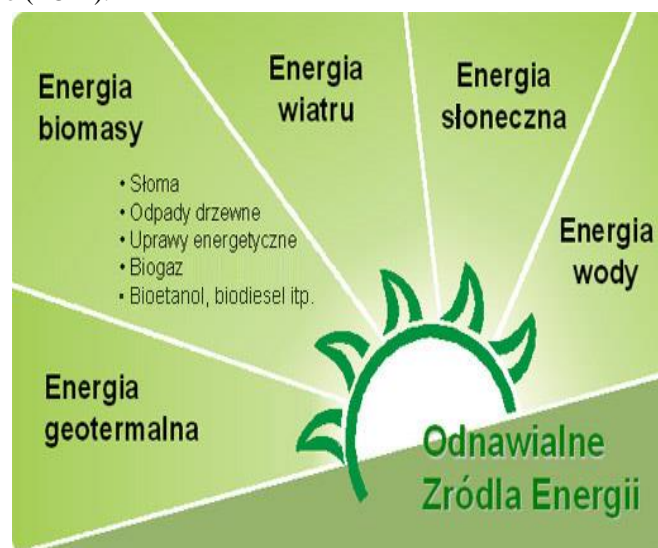 Energia
biomasy
• Słoma
• Odpady drzewne
• Uprawy energetyczne
• Biogaz
• Bioetanol, biodiesel itp.
Energia
wiatru
Energia
słoneczna
Energia
wody
Energia
geotermalna
Odnawialne
Zródla Energii